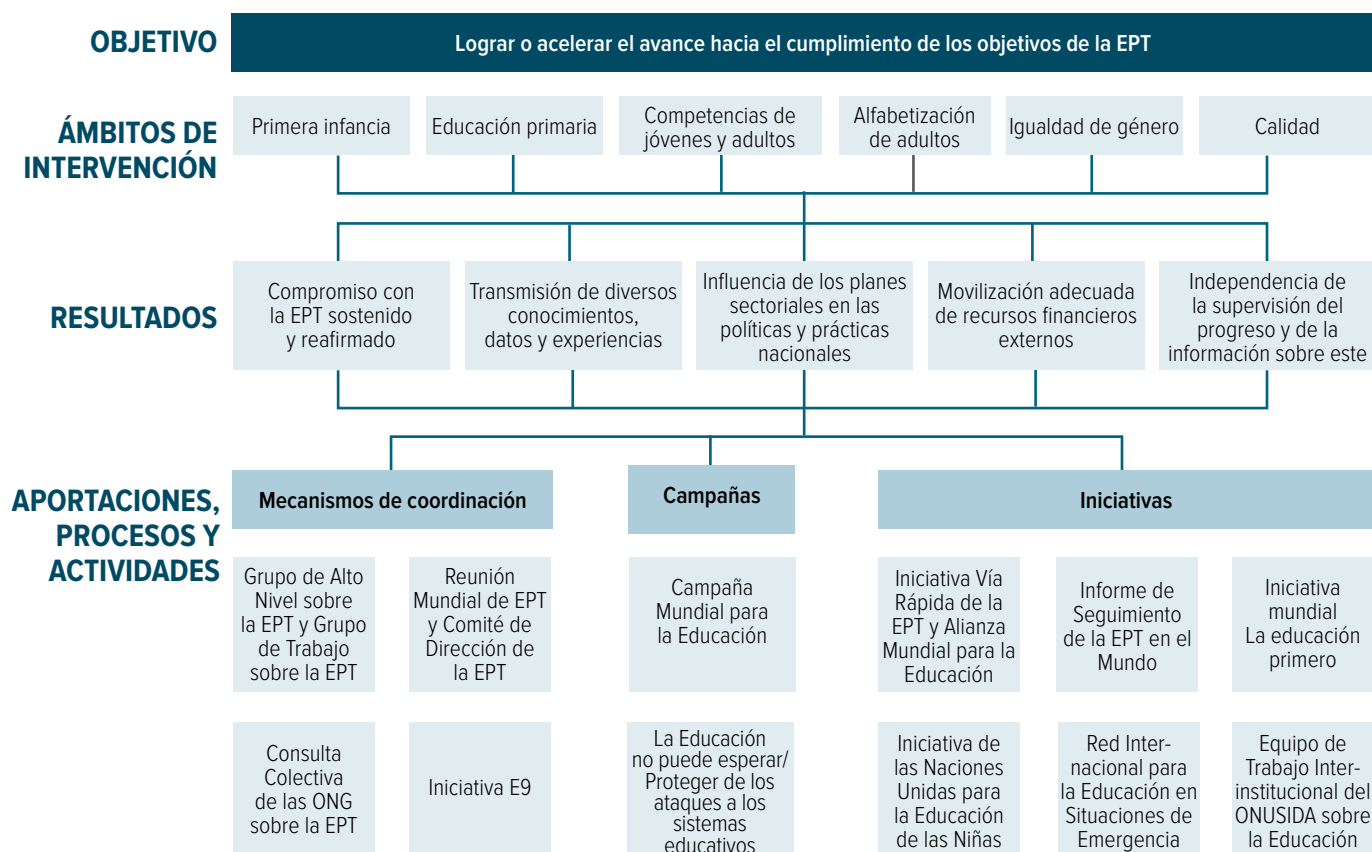 OBJETIVO
Lograr o acelerar el avance hacia el cumplimiento de los objetivos de la EPT
ÁMBITOS DE
INTERVENCIÓN
Primera infancia
Educación primaria
Competencias de
jóvenes y adultos
Alfabetización
de adultos
Igualdad de género
Calidad
RESULTADOS
Compromiso con
la EPT sostenido
y reafirmado
Transmisión de diversos
conocimientos,
datos y experiencias
Influencia de los planes
sectoriales en las
políticas y prácticas
nacionales
Movilización adecuada
de recursos financieros
externos
Independencia de
la supervisión del
progreso y de la
información sobre este
APORTACIONES,
PROCESOS Y
ACTIVIDADES
Mecanismos de coordinación
Campañas
Iniciativas
Grupo de Alto
Nivel sobre
la EPT y Grupo
de Trabajo
sobre la EPT
Reunión
Mundial de EPT
y Comité de
Dirección de
la EPT
Campaña
Mundial para
la Educación
Iniciativa Vía
Rápida de la
EPT y Alianza
Mundial para la
Educación
Informe de
Seguimiento
de la EPT en el
Mundo
Iniciativa
mundial
La educación
primero
Consulta
Colectiva
de las ONG
sobre la EPT
Iniciativa E9
La Educación
no puede esperar/
Proteger de los
ataques a los
sistemas
educativos
Iniciativa de
las Naciones
Unidas para
la Educación
de las Niñas
Red Inter-
nacional para
la Educación en
Situaciones de
Emergencia
Equipo de
Trabajo Inter-
institucional del
ONUSIDA sobre
la Educación